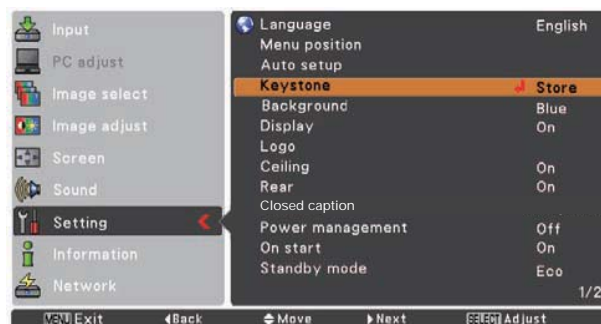 Input
PC adjust
Image select
Image adjust
Screen
Sound
Setting
Information
Network
Language English
Menu position
Auto setup
Keystone Store
Background Blue
Display On
Logo
Ceiling On
Rear On
Closed caption
Power management Off
On start On
Standby mode Eco
1/2
MENU Exit Back Move Next SELECT Adjust